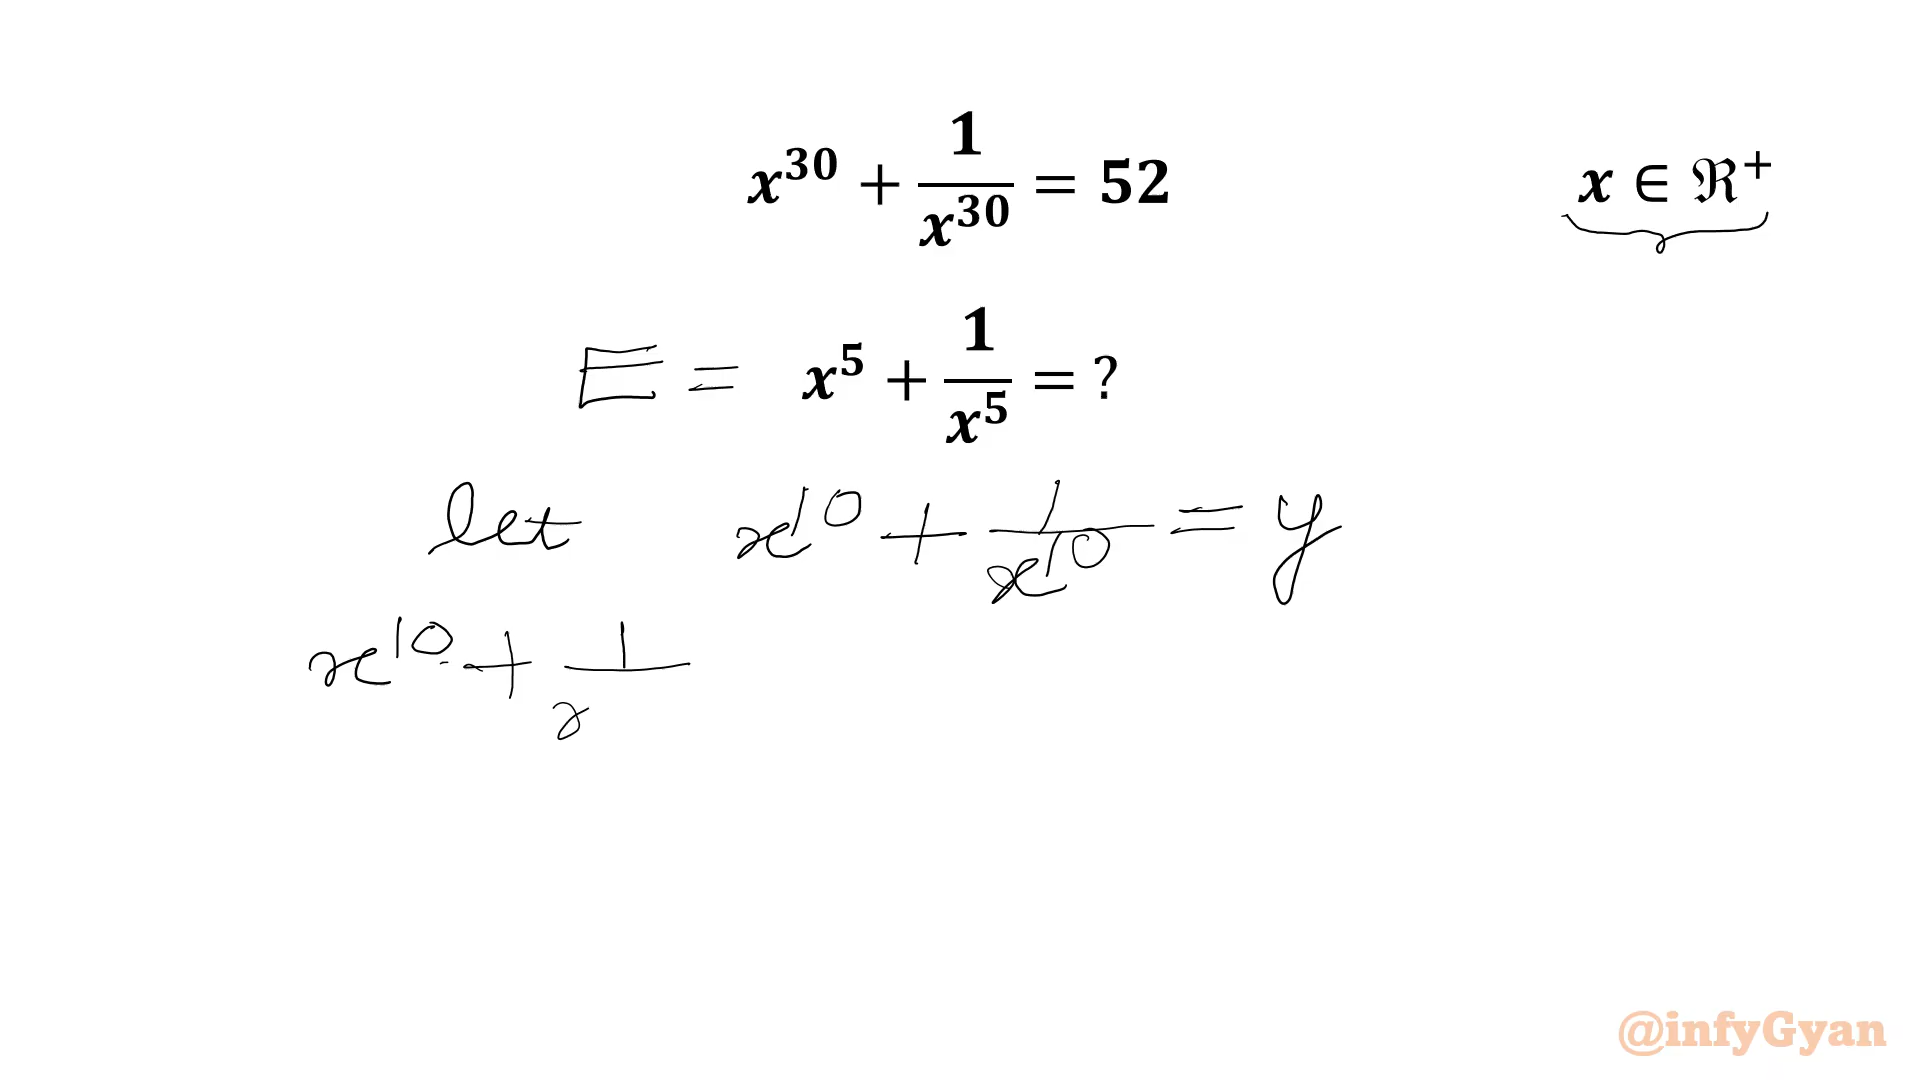 x^30 + 1/x^30 = 52    x ∈ ℜ^+
E = x^5 + 1/x^5 = ?
let x^10 + 1/x^10 = y
x^10 + 1/x
@infyGyan